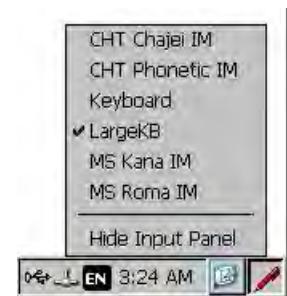 CHT Chajei IM
CHT Phonetic IM
Keyboard
LargeKB
MS Kana IM
MS Roma IM
Hide Input Panel
EN 3:24 AM